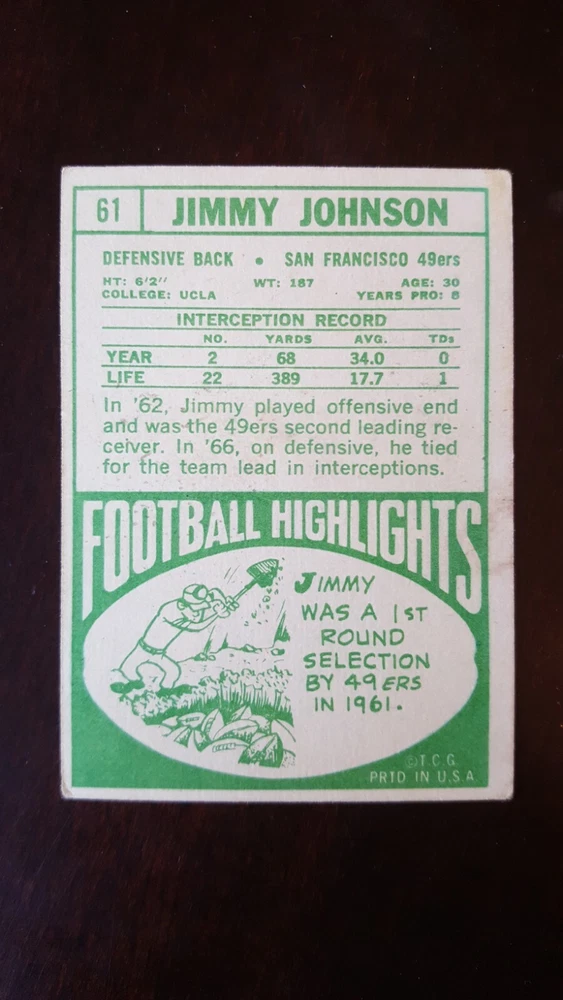 61 JIMMY JOHNSON
DEFENSIVE BACK • SAN FRANCISCO 49ers
HT: 6'2" WT: 187 AGE: 30
COLLEGE: UCLA YEARS PRO: 8
INTERCEPTION RECORD
NO. YARDS AVG. TDs
YEAR 2 68 34.0 0
LIFE 22 389 17.7 1
In '62, Jimmy played offensive end
and was the 49ers second leading re-
ceiver. In '66, on defensive, he tied
for the team lead in interceptions.
FOOTBALL HIGHLIGHTS
JIMMY
WAS A 1ST
ROUND
SELECTION
BY 49ERS
IN 1961.
©T.C.G.
PRTD IN U.S.A.